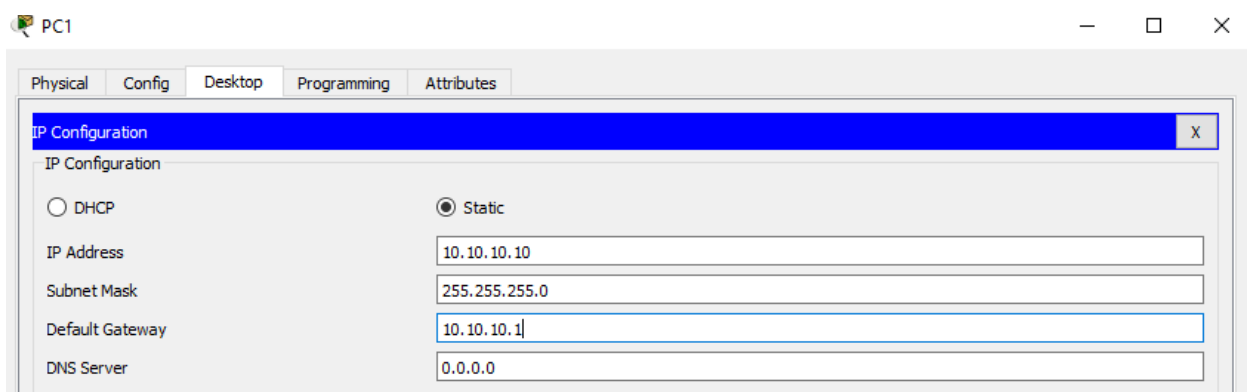 PC1
Physical Config Desktop Programming Attributes
IP Configuration X
IP Configuration
DHCP Static
IP Address 10.10.10.10
Subnet Mask 255.255.255.0
Default Gateway 10.10.10.1
DNS Server 0.0.0.0